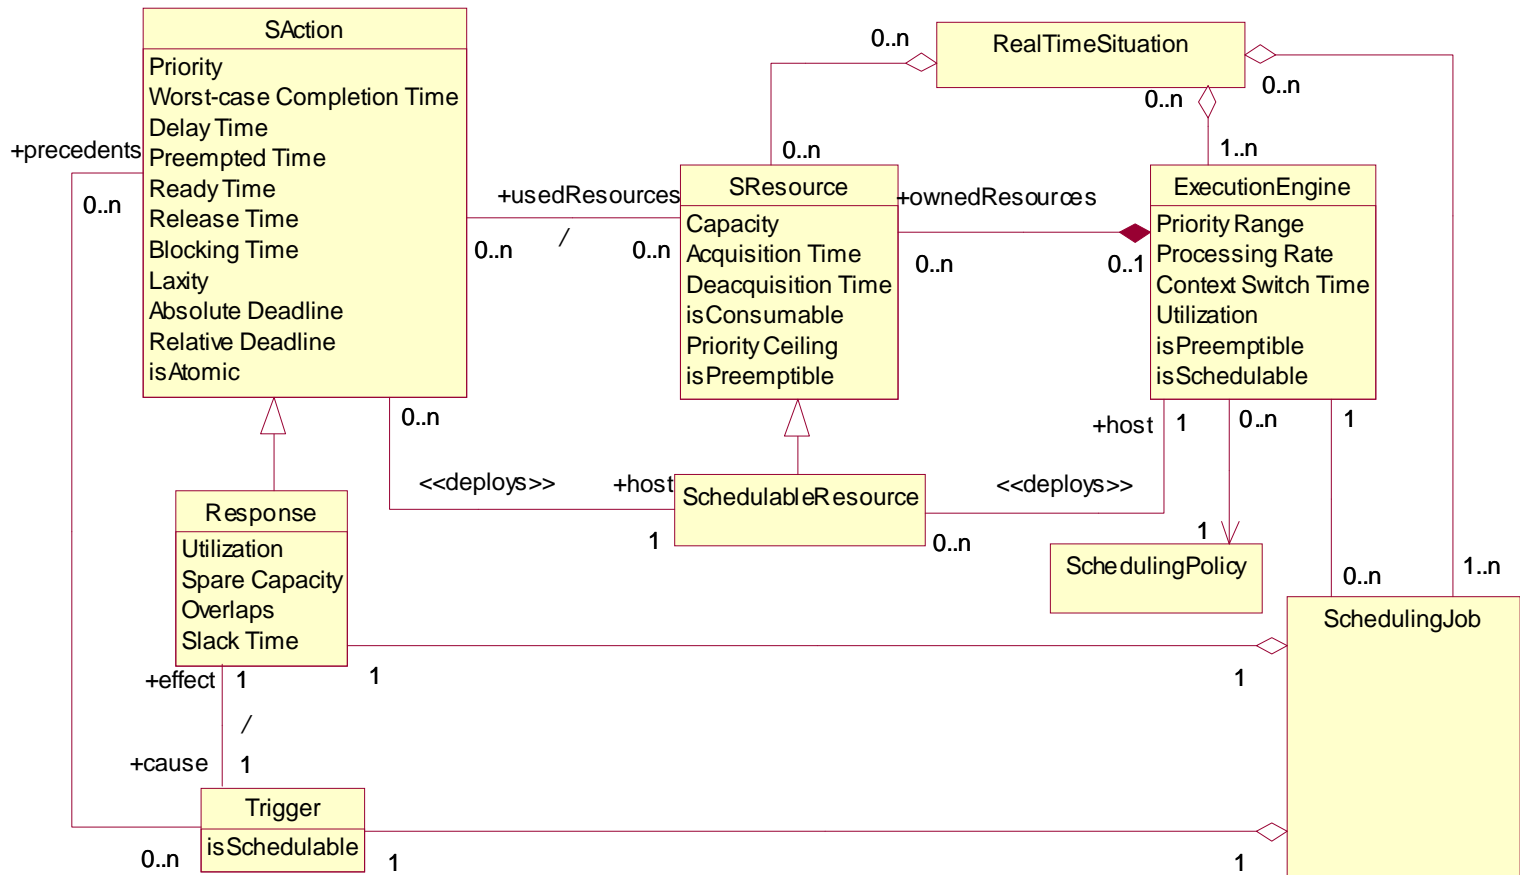 SAction
Priority
Worst-case Completion Time
Delay Time
Preempted Time
Ready Time
Release Time
Blocking Time
Laxity
Absolute Deadline
Relative Deadline
isAtomic
+precedents
0..n
RealTimeSituation
0..n
0..n
0..n
0..n
1..n
+usedResources
/
0..n
0..n
SResource
Capacity
Acquisition Time
Deacquisition Time
isConsumable
Priority Ceiling
isPreemptible
+ownedResources
0..n
0..1
ExecutionEngine
Priority Range
Processing Rate
Context Switch Time
Utilization
isPreemptible
isSchedulable
0..n
<<deploys>>
+host
1
SchedulableResource
<<deploys>>
0..n
+host
1
0..n
1
1
SchedulingPolicy
0..n
1..n
SchedulingJob
Response
Utilization
Spare Capacity
Overlaps
Slack Time
+effect
1
1
1
/
+cause
1
Trigger
isSchedulable
0..n
1
1